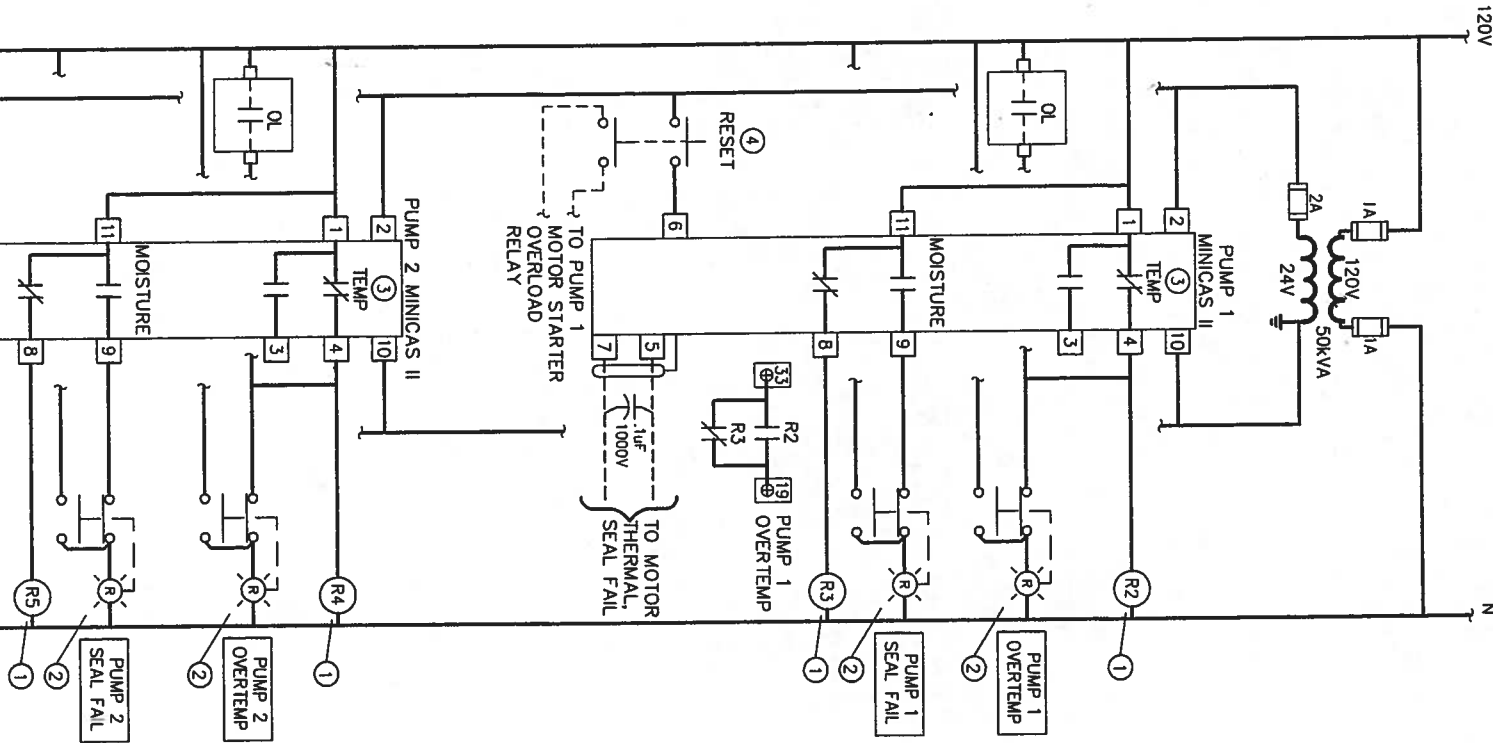 120V
N
1A
1A
120V
50kVA
24V
2A
PUMP 1
MINICAS II
2
10
3
TEMP
1
4
3
R2
1
OL
PUMP 1
OVERTEMP
R
2
11
MOISTURE
9
8
PUMP 1
SEAL FAIL
R
2
R3
1
33
R2
R3
19
PUMP 1
OVERTEMP
4
RESET
6
5
7
.1uF
1000V
TO MOTOR
THERMAL,
SEAL FAIL
TO PUMP 1
MOTOR STARTER
OVERLOAD
RELAY
PUMP 2 MINICAS II
2
10
3
TEMP
1
4
3
R4
1
OL
PUMP 2
OVERTEMP
R
2
11
MOISTURE
9
8
PUMP 2
SEAL FAIL
R
2
R5
1